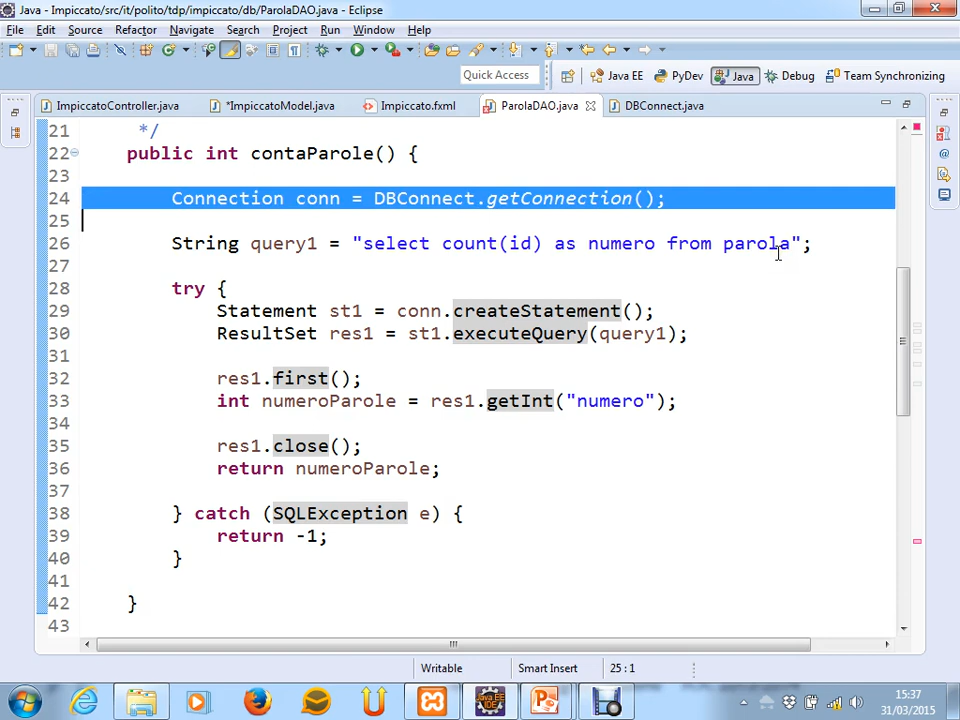 Java - Impiccato/src/it/polito/tdp/impiccato/db/ParolaDAO.java - Eclipse
File Edit Source Refactor Navigate Search Project Run Window Help
Quick Access Java EE PyDev Java Debug Team Synchronizing
ImpiccatoController.java *ImpiccatoModel.java Impiccato.fxml ParolaDAO.java DBConnect.java
21 */
22 public int contaParole() {
23
24 Connection conn = DBConnect.getConnection();
25
26 String query1 = "select count(id) as numero from parola";
27
28 try {
29 Statement st1 = conn.createStatement();
30 ResultSet res1 = st1.executeQuery(query1);
31
32 res1.first();
33 int numeroParole = res1.getInt("numero");
34
35 res1.close();
36 return numeroParole;
37
38 } catch (SQLException e) {
39 return -1;
40 }
41
42 }
43
Writable Smart Insert 25 : 1
15:37
31/03/2015